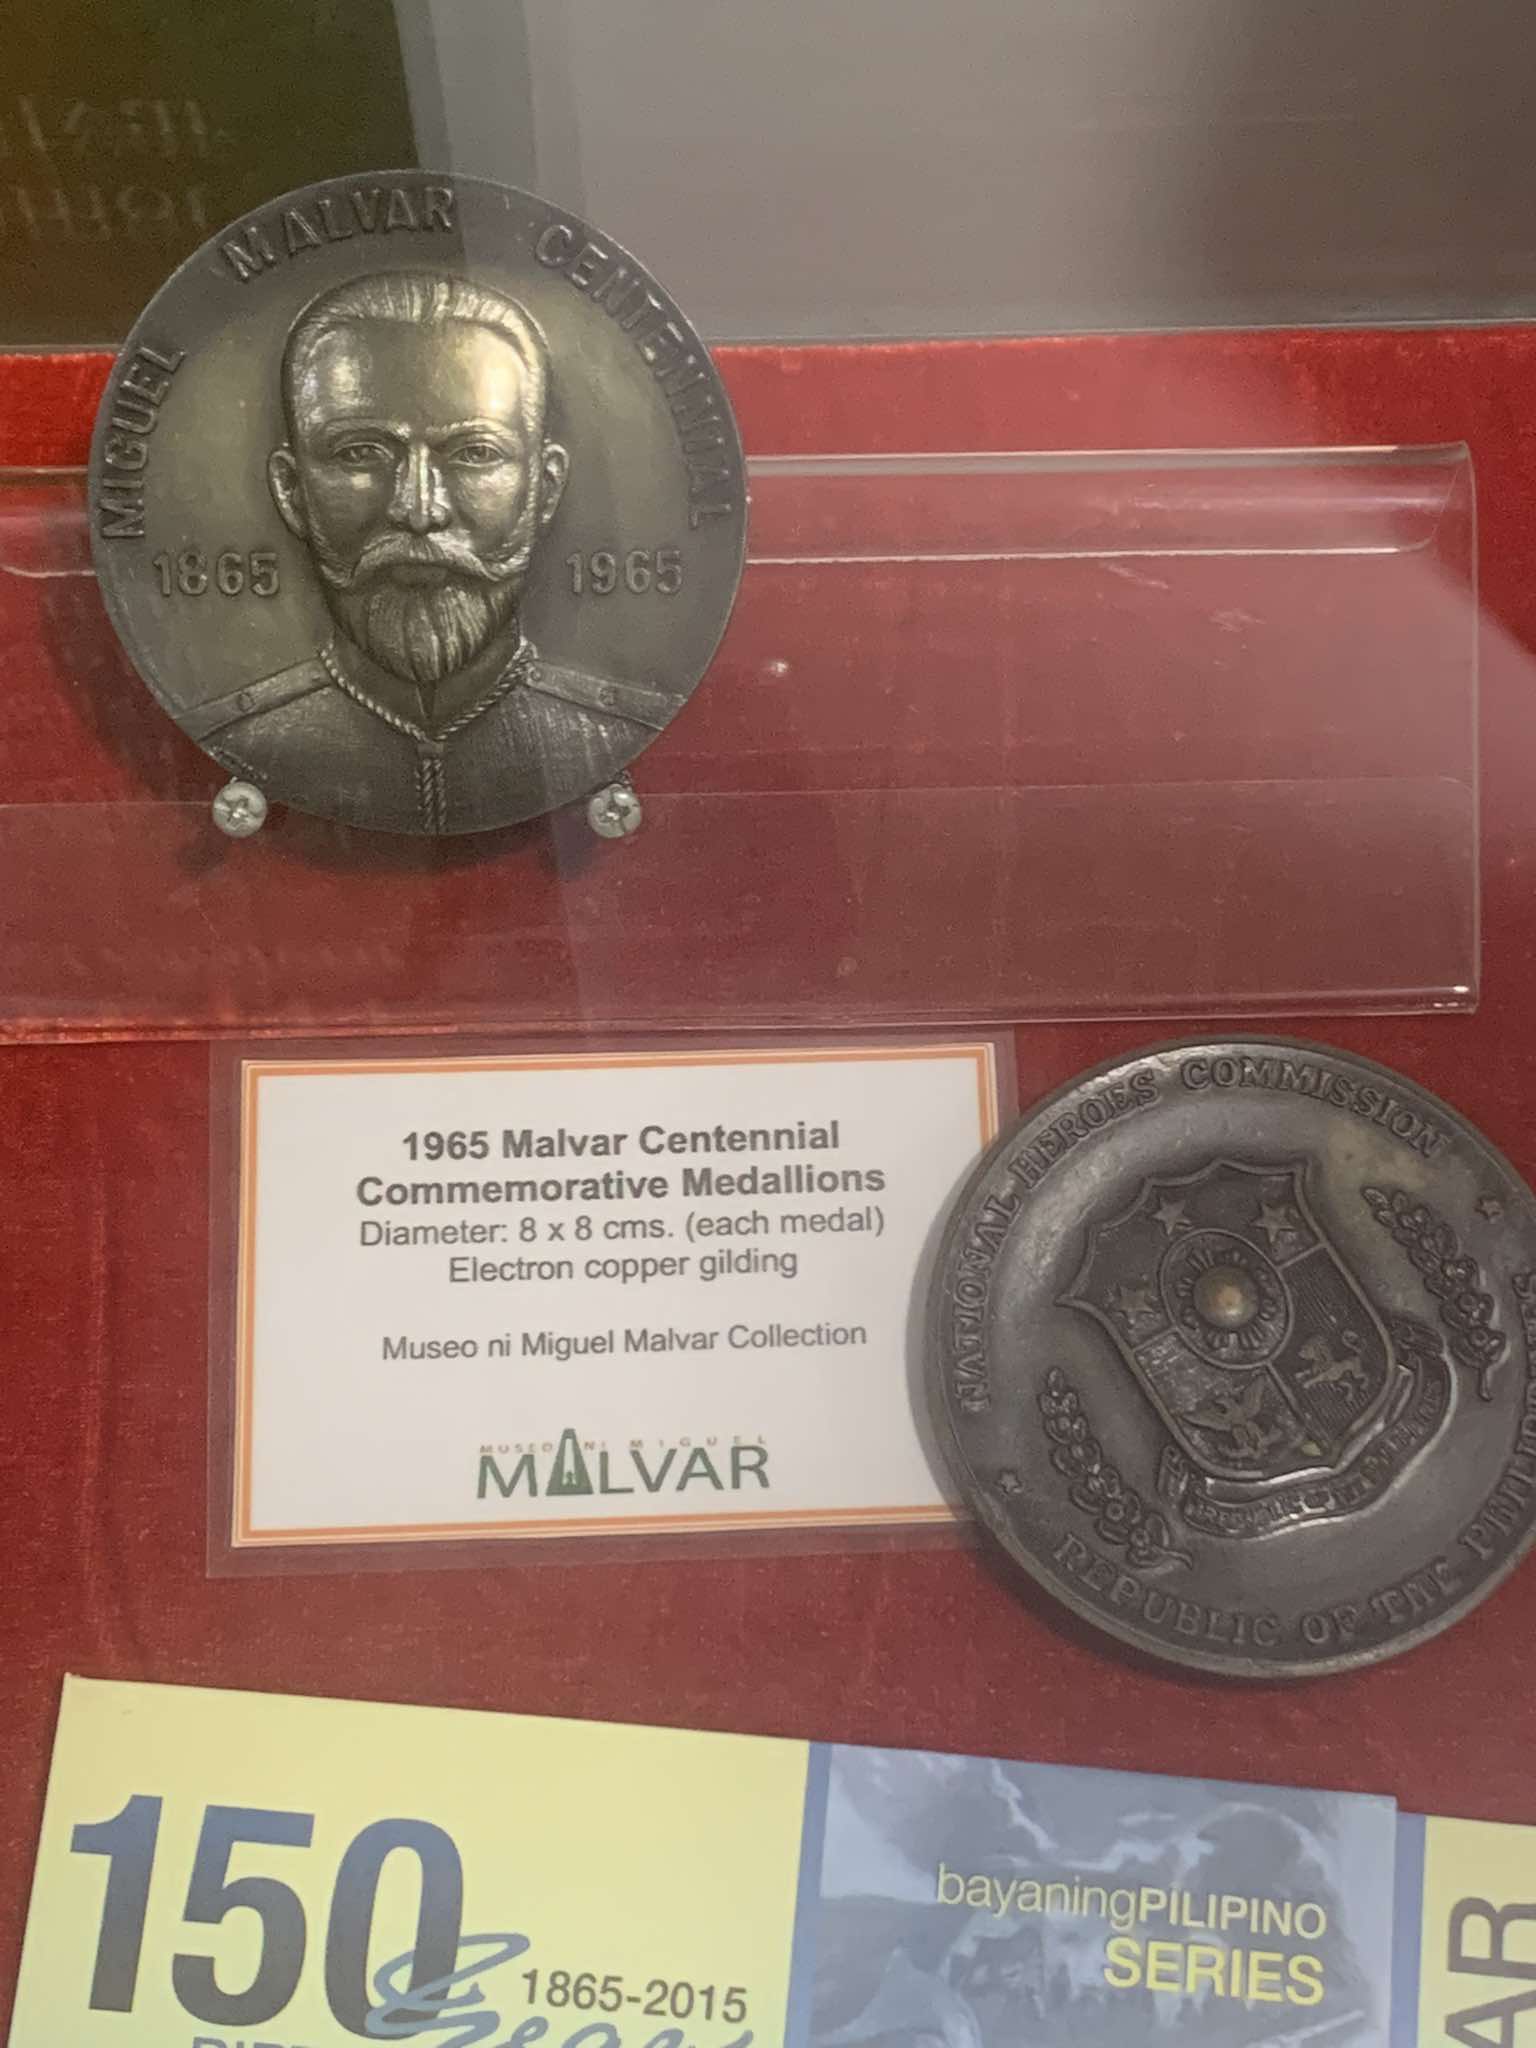 MIGUEL MALVAR CENTENNIAL
1865 1965
1965 Malvar Centennial
Commemorative Medallions
Diameter: 8 x 8 cms. (each medal)
Electron copper gilding
Museo ni Miguel Malvar Collection
MUSEO NI MIGUEL
MALVAR
NATIONAL HEROES COMMISSION
REPUBLIC OF THE PHILIPPINES
150
1865-2015
bayaningPILIPINO
SERIES